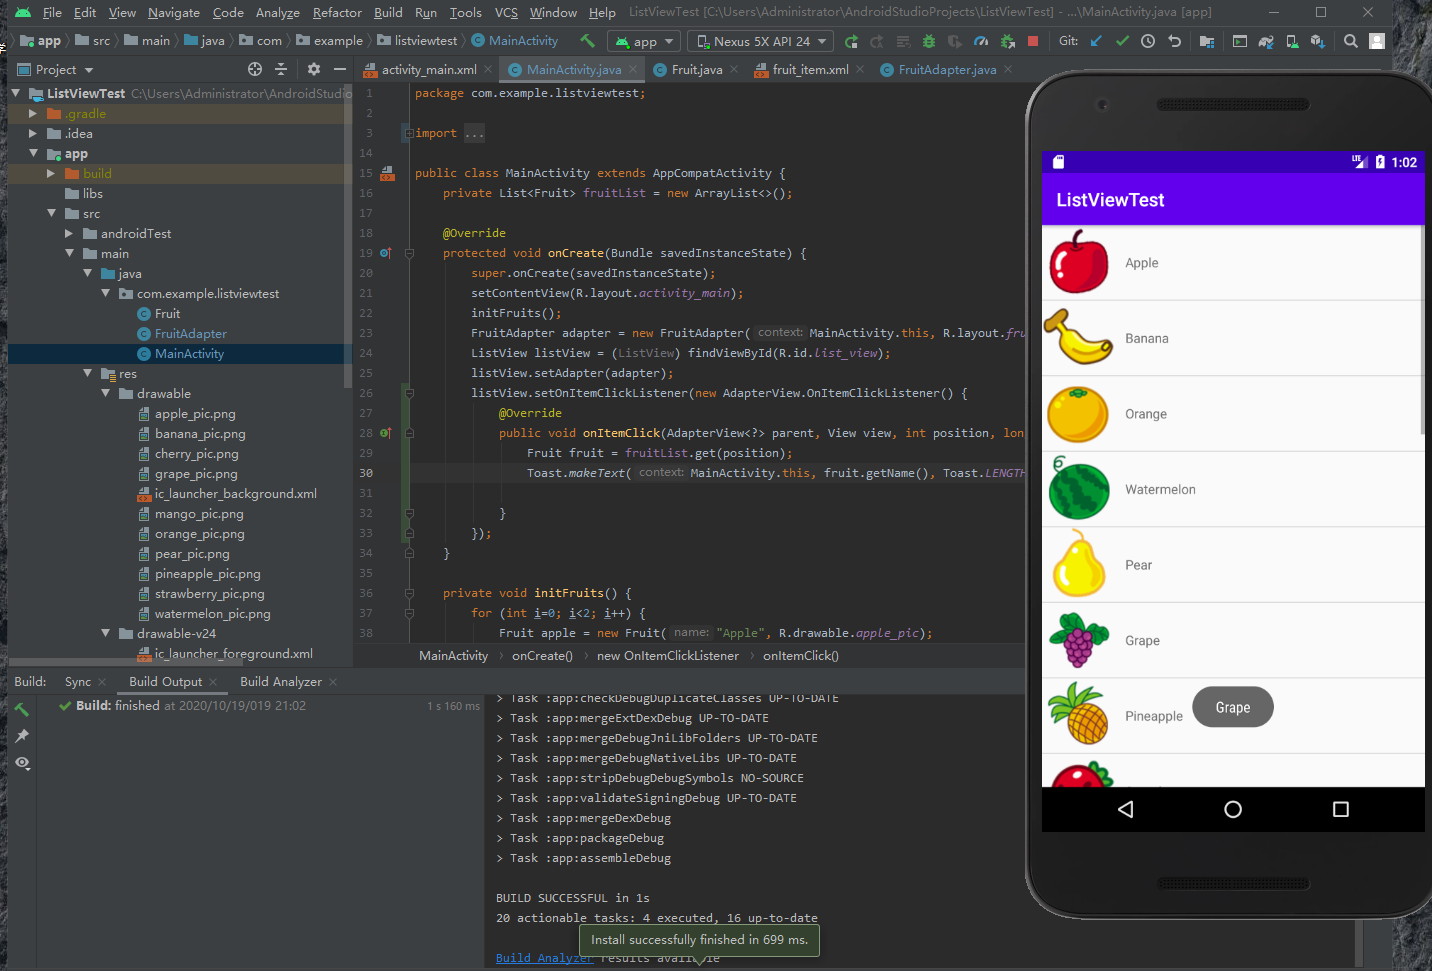 File Edit View Navigate Code Analyze Refactor Build Run Tools VCS Window Help ListViewTest [C:\Users\Administrator\AndroidStudioProjects\ListViewTest] - ...\MainActivity.java [app]
app src main java com example listviewtest MainActivity app Nexus 5X API 24 Git:
Project activity_main.xml MainActivity.java Fruit.java fruit_item.xml FruitAdapter.java
ListViewTest C:\Users\Administrator\AndroidStudio
.gradle
.idea
app
build
libs
src
androidTest
main
java
com.example.listviewtest
Fruit
FruitAdapter
MainActivity
res
drawable
apple_pic.png
banana_pic.png
cherry_pic.png
grape_pic.png
ic_launcher_background.xml
mango_pic.png
orange_pic.png
pear_pic.png
pineapple_pic.png
strawberry_pic.png
watermelon_pic.png
drawable-v24
ic_launcher_foreground.xml
1 package com.example.listviewtest;
2
3 import ...
14
15 public class MainActivity extends AppCompatActivity {
16 private List<Fruit> fruitList = new ArrayList<>();
17
18 @Override
19 protected void onCreate(Bundle savedInstanceState) {
20 super.onCreate(savedInstanceState);
21 setContentView(R.layout.activity_main);
22 initFruits();
23 FruitAdapter adapter = new FruitAdapter( context: MainActivity.this, R.layout.fru
24 ListView listView = (ListView) findViewById(R.id.list_view);
25 listView.setAdapter(adapter);
26 listView.setOnItemClickListener(new AdapterView.OnItemClickListener() {
27 @Override
28 public void onItemClick(AdapterView<?> parent, View view, int position, lon
29 Fruit fruit = fruitList.get(position);
30 Toast.makeText( context: MainActivity.this, fruit.getName(), Toast.LENGTH
31
32 }
33 });
34 }
35
36 private void initFruits() {
37 for (int i=0; i<2; i++) {
38 Fruit apple = new Fruit( name: "Apple", R.drawable.apple_pic);
MainActivity onCreate() new OnItemClickListener onItemClick()
Build: Sync Build Output Build Analyzer
Build: finished at 2020/10/19/019 21:02 1 s 160 ms
> Task :app:checkDebugDuplicateClasses UP-TO-DATE
> Task :app:mergeExtDexDebug UP-TO-DATE
> Task :app:mergeDebugJniLibFolders UP-TO-DATE
> Task :app:mergeDebugNativeLibs UP-TO-DATE
> Task :app:stripDebugDebugSymbols NO-SOURCE
> Task :app:validateSigningDebug UP-TO-DATE
> Task :app:mergeDexDebug
> Task :app:packageDebug
> Task :app:assembleDebug
BUILD SUCCESSFUL in 1s
20 actionable tasks: 4 executed, 16 up-to-date
Install successfully finished in 699 ms.
Build Analyzer results available
LTE 1:02
ListViewTest
Apple
Banana
Orange
Watermelon
Pear
Grape
Pineapple
Grape